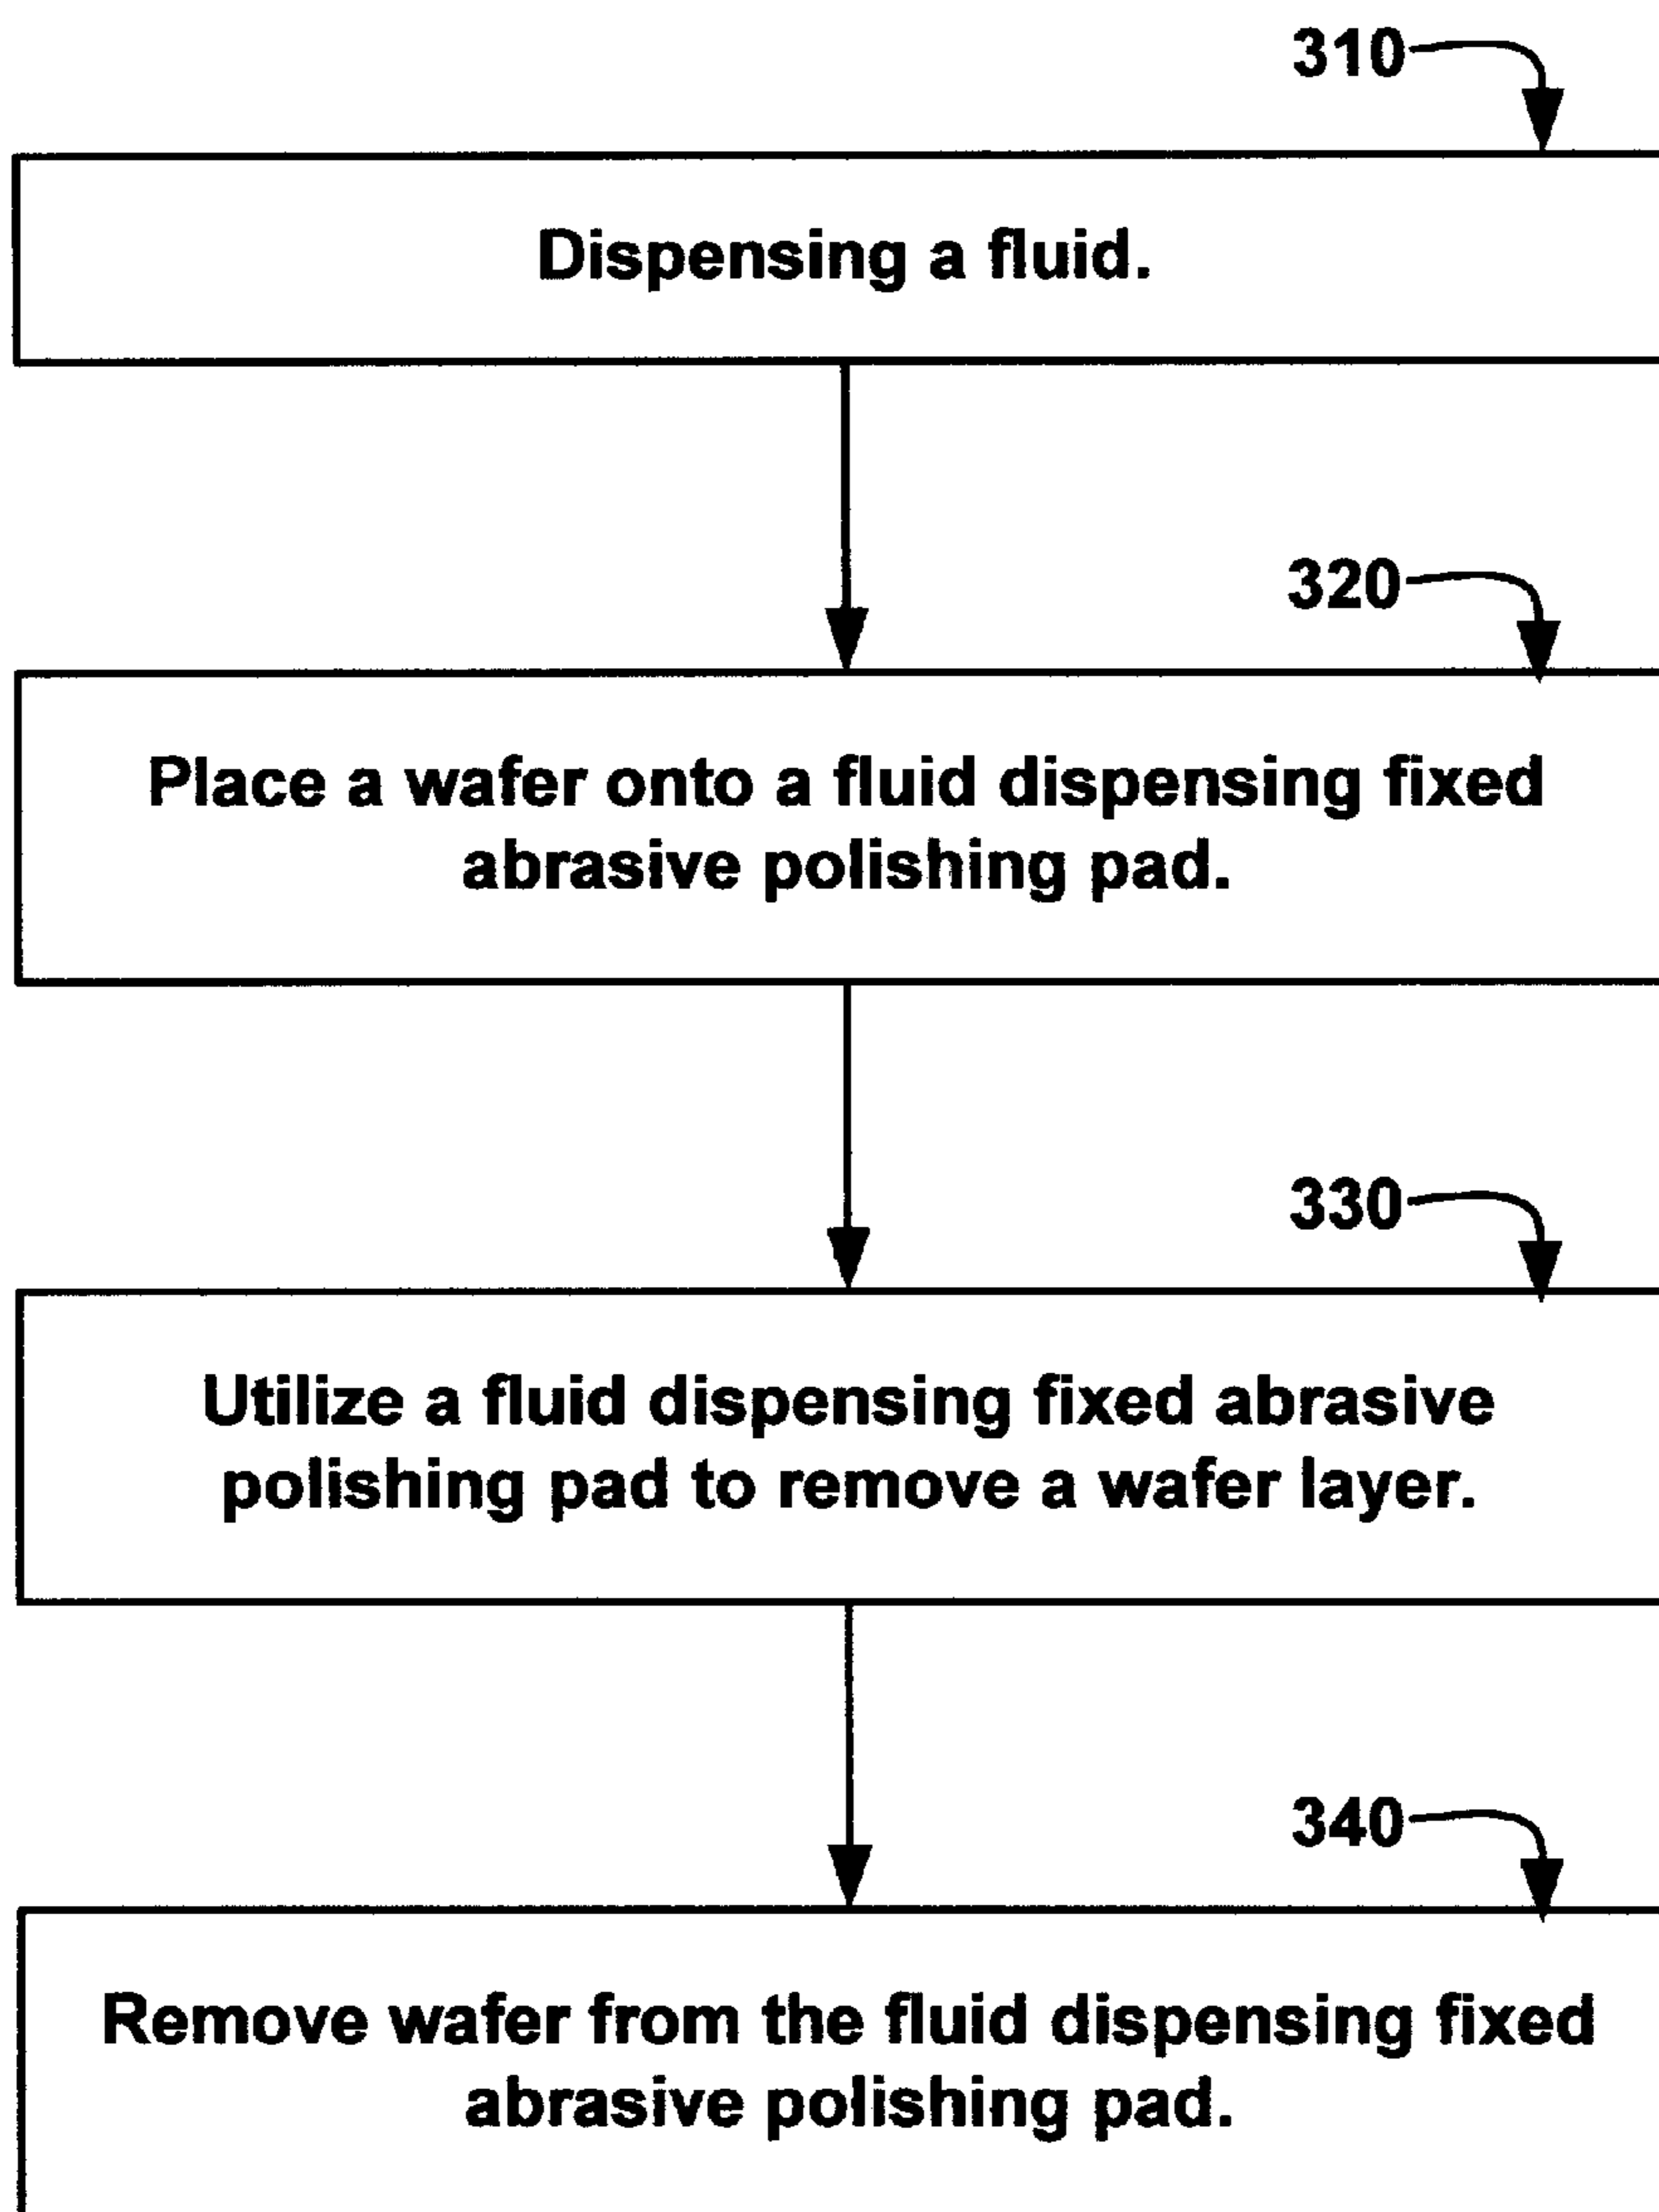 310
Dispensing a fluid.
320
Place a wafer onto a fluid dispensing fixed
abrasive polishing pad.
330
Utilize a fluid dispensing fixed abrasive
polishing pad to remove a wafer layer.
340
Remove wafer from the fluid dispensing fixed
abrasive polishing pad.